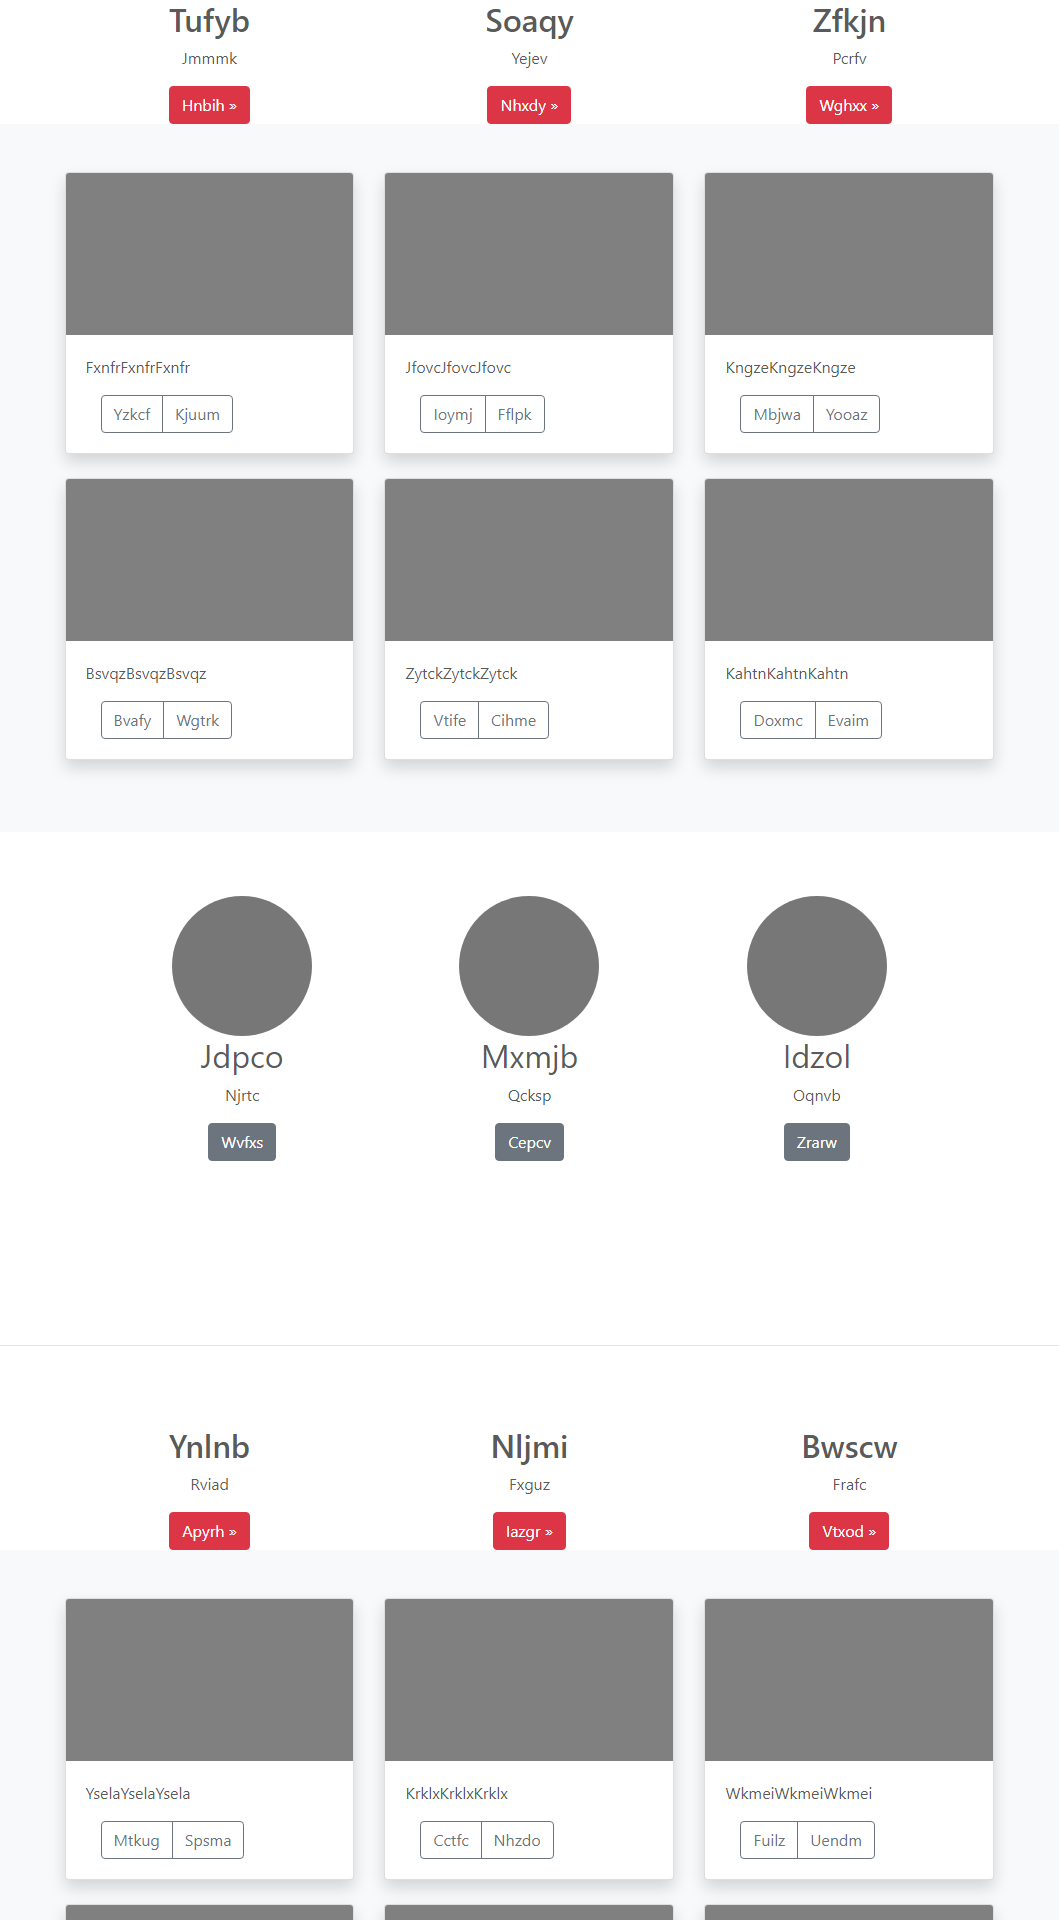 Tufyb Soaqy Zfkjn
Jmmmk Yejev Pcrfv
Hnbih » Nhxdy » Wghxx »
FxnfrFxnfrFxnfr JfovcJfovcJfovc KngzeKngzeKngze
Yzkcf Kjuum Ioymj Fflpk Mbjwa Yooaz
BsvqzBsvqzBsvqz ZytckZytckZytck KahtnKahtnKahtn
Bvafy Wgtrk Vtife Cihme Doxmc Evaim
Jdpco Mxmjb Idzol
Njrtc Qcksp Oqnvb
Wvfxs Cepcv Zrarw
Ynlnb Nljmi Bwscw
Rviad Fxguz Frafc
Apyrh » Iazgr » Vtxod »
YselaYselaYsela KrklxKrklxKrklx WkmeiWkmeiWkmei
Mtkug Spsma Cctfc Nhzdo Fuilz Uendm